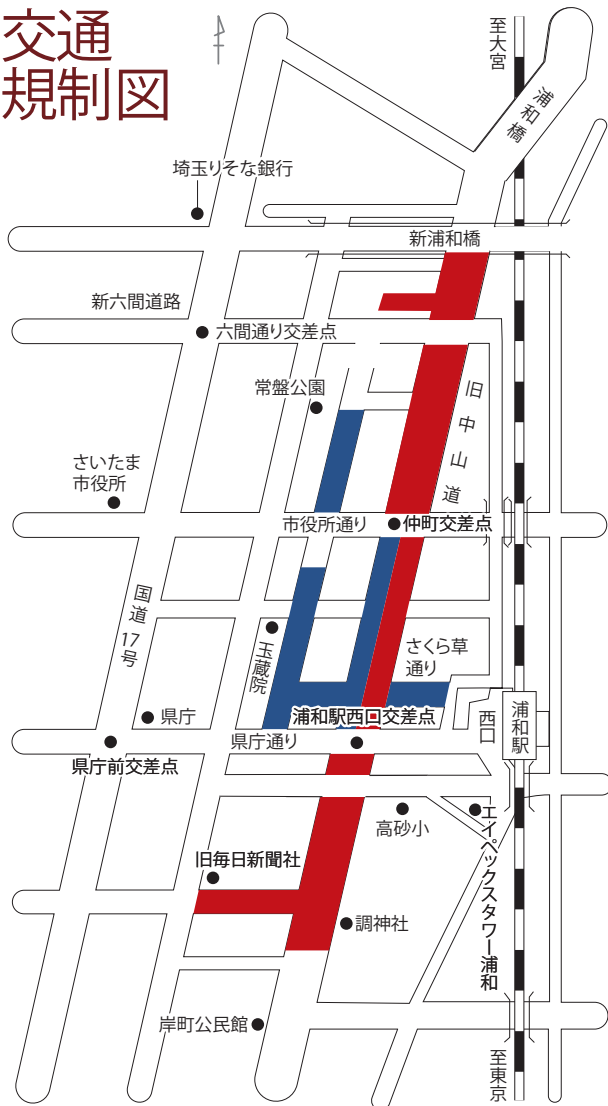 交通
規制図
至大宮
浦和橋
埼玉りそな銀行
新浦和橋
新六間道路
六間通り交差点
常盤公園
旧中山道
さいたま
市役所
市役所通り
仲町交差点
国道17号
玉蔵院
さくら草
通り
県庁
浦和駅西口交差点
西口
浦和駅
県庁通り
県庁前交差点
高砂小
エイペックスタワー浦和
旧毎日新聞社
調神社
岸町公民館
至東京